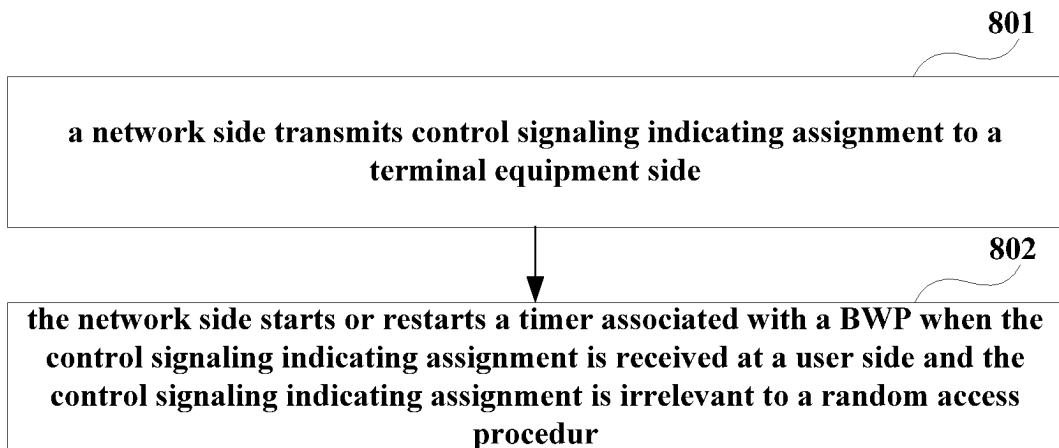 801
a network side transmits control signaling indicating assignment to a
terminal equipment side
802
the network side starts or restarts a timer associated with a BWP when the
control signaling indicating assignment is received at a user side and the
control signaling indicating assignment is irrelevant to a random access
procedur